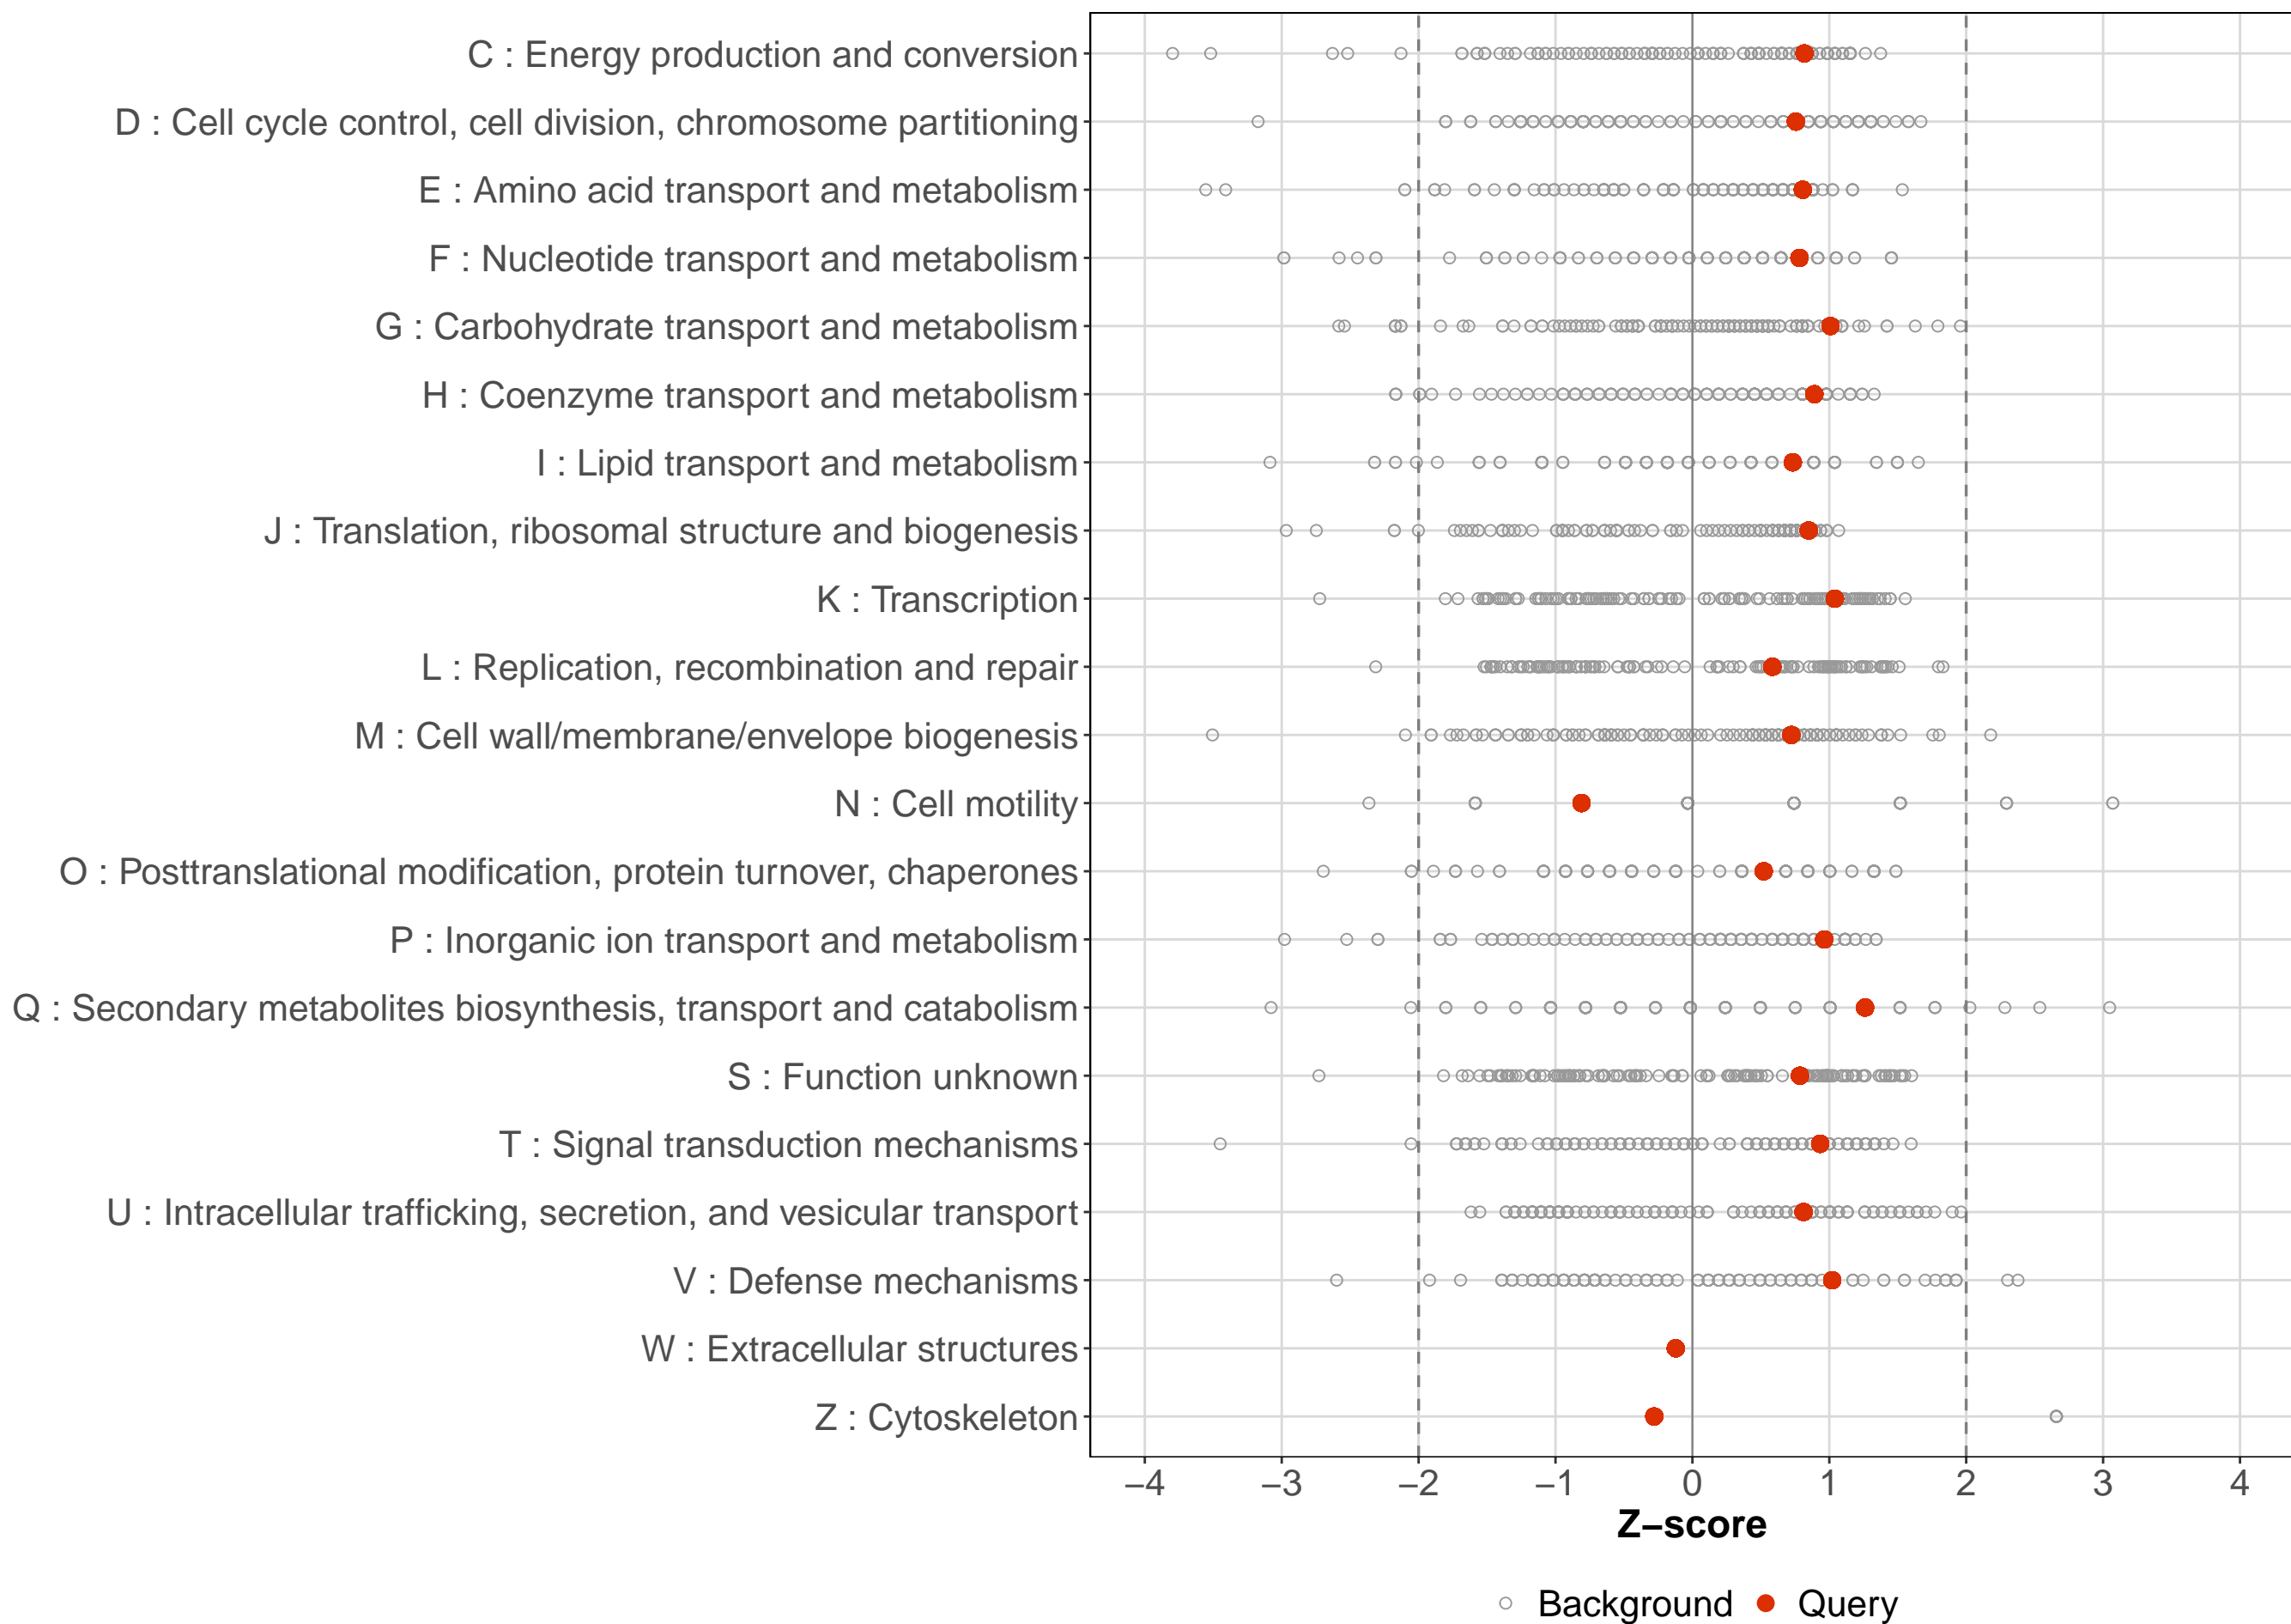 C : Energy production and conversion
D : Cell cycle control, cell division, chromosome partitioning
E : Amino acid transport and metabolism
F : Nucleotide transport and metabolism
G : Carbohydrate transport and metabolism
H : Coenzyme transport and metabolism
I : Lipid transport and metabolism
J : Translation, ribosomal structure and biogenesis
K : Transcription
L : Replication, recombination and repair
M : Cell wall/membrane/envelope biogenesis
N : Cell motility
O : Posttranslational modification, protein turnover, chaperones
P : Inorganic ion transport and metabolism
Q : Secondary metabolites biosynthesis, transport and catabolism
S : Function unknown
T : Signal transduction mechanisms
U : Intracellular trafficking, secretion, and vesicular transport
V : Defense mechanisms
W : Extracellular structures
Z : Cytoskeleton
−4 −3 −2 −1 0 1 2 3 4
Z−score
Background Query